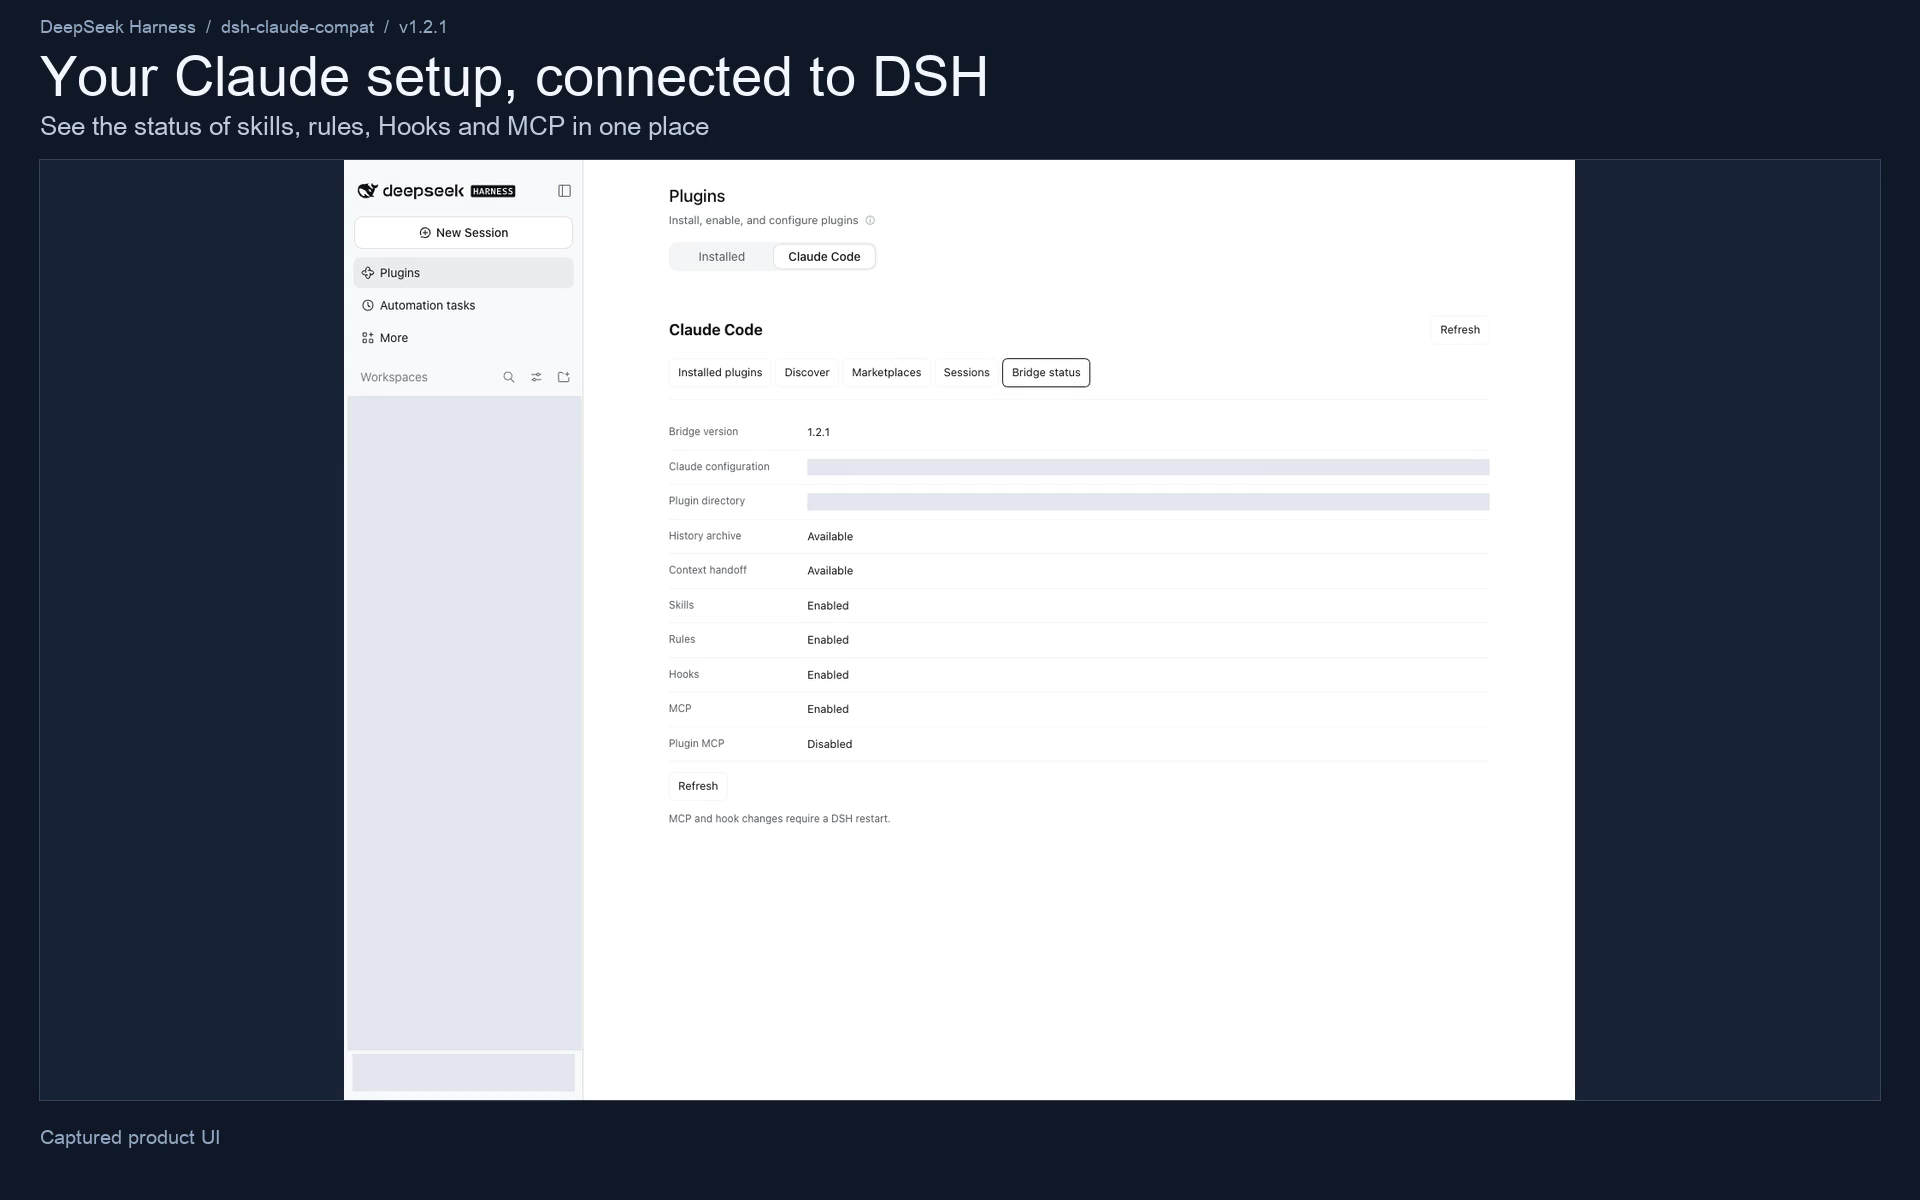 DeepSeek Harness / dsh-claude-compat / v1.2.1
Your Claude setup, connected to DSH
See the status of skills, rules, Hooks and MCP in one place
deepseek HARNESS
New Session
Plugins
Automation tasks
More
Workspaces
Plugins
Install, enable, and configure plugins
Installed Claude Code
Claude Code Refresh
Installed plugins Discover Marketplaces Sessions Bridge status
Bridge version 1.2.1
Claude configuration
Plugin directory
History archive Available
Context handoff Available
Skills Enabled
Rules Enabled
Hooks Enabled
MCP Enabled
Plugin MCP Disabled
Refresh
MCP and hook changes require a DSH restart.
Captured product UI